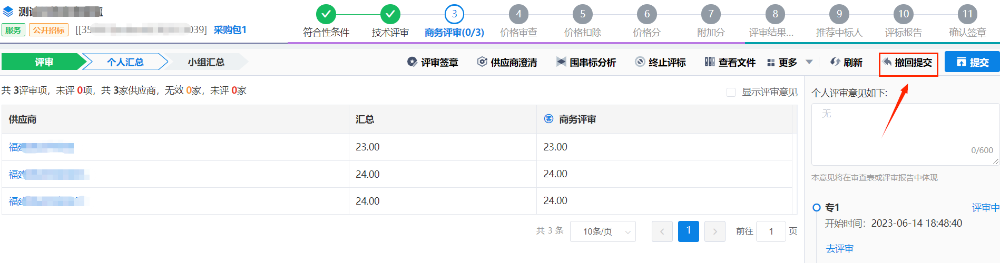 测试
服务 公开招标 [[35 039] 采购包1
3 4 5 6 7 8 9 10 11
符合性条件 技术评审 商务评审(0/3) 价格审查 价格扣除 价格分 附加分 评审结果... 推荐中标人 评标报告 确认签章
评审 个人汇总 小组汇总 评审签章 供应商澄清 围串标分析 终止评标 查看文件 更多 刷新 撤回提交 提交
共 3评审项，未评 0项，共 3家供应商，无效 0家，未评 0家
显示评审意见
供应商 汇总 客 商务评审
福建 23.00 23.00
福建 24.00 24.00
福建 24.00 24.00
共 3 条 10条/页 < 1 > 前往 1 页
个人评审意见如下:
无
0/600
本意见将在审查表或评审报告中体现
专1 评审中
开始时间：2023-06-14 18:48:40
去评审